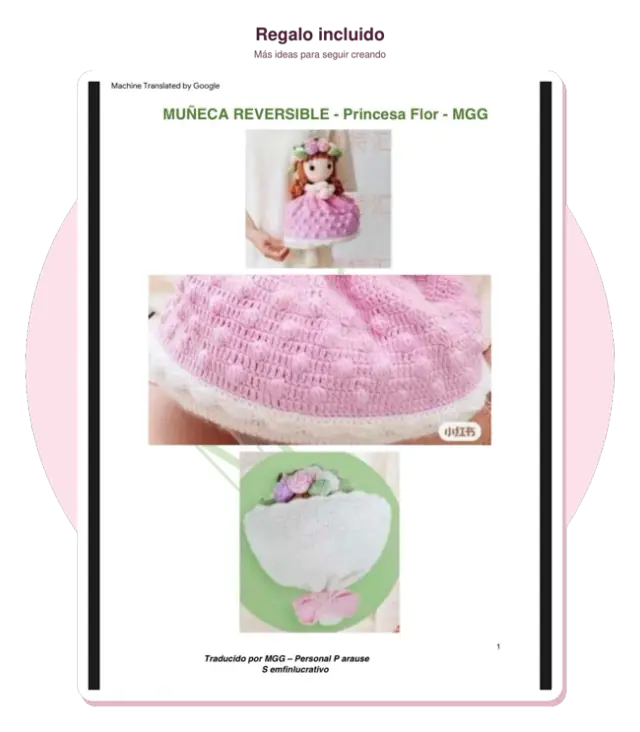 Regalo incluido
Más ideas para seguir creando
Machine Translated by Google
MUÑECA REVERSIBLE - Princesa Flor - MGG
小红书
1
Traducido por MGG – Personal P arause
S emfinlucrativo